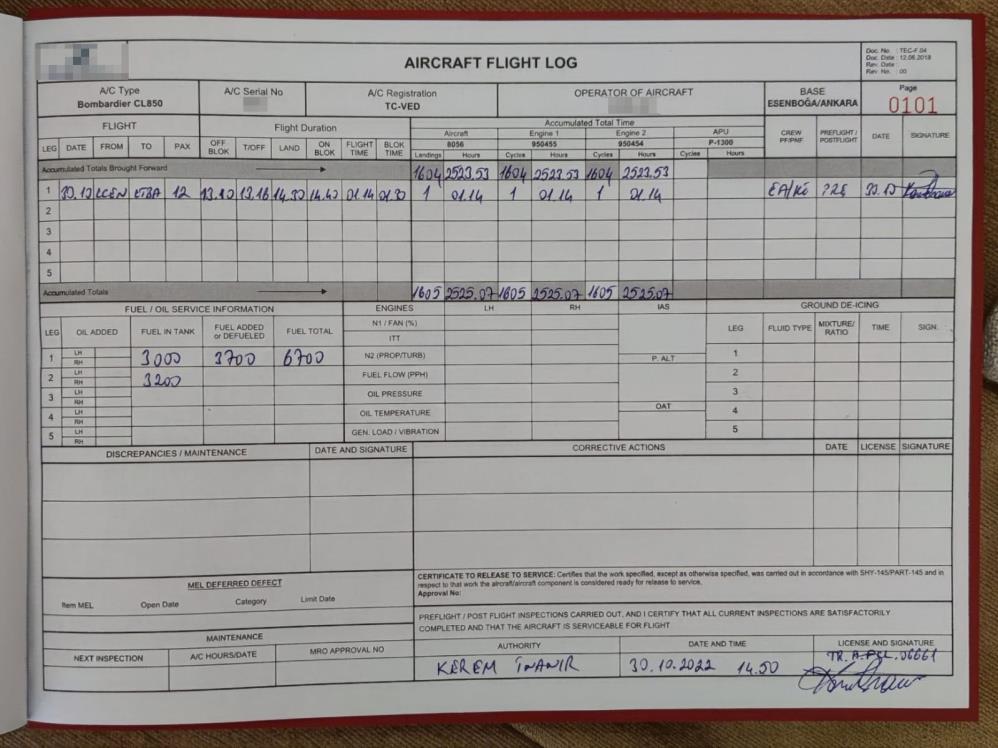 AIRCRAFT FLIGHT LOG
Doc. No : TEC-F.04
Doc. Date : 12.06.2018
Rev. Date :
Rev. No. : 00
A/C Type
Bombardier CL850
A/C Serial No
A/C Registration
TC-VED
OPERATOR OF AIRCRAFT
BASE
ESENBOĞA/ANKARA
Page
0101
FLIGHT
Flight Duration
Accumulated Total Time
Aircraft Engine 1 Engine 2 APU
8056 950455 950454 P-1300
LEG DATE FROM TO PAX OFF BLOK T/OFF LAND ON BLOK FLIGHT TIME BLOK TIME Landings Hours Cycles Hours Cycles Hours Cycles Hours CREW PF/PNF PREFLIGHT / POSTFLIGHT DATE SIGNATURE
Accumulated Totals Brought Forward 1604 2523.53 1604 2523.53 1604 2523.53
1 30.10 LCEN LTBA 12 13.10 13.16 14.30 14.40 01.14 01.30 1 01.14 1 01.14 1 01.14 EA/Kİ PRE 30.10
2
3
4
5
Accumulated Totals 1605 2525.07 1605 2525.07 1605 2525.07
FUEL / OIL SERVICE INFORMATION
LEG OIL ADDED FUEL IN TANK FUEL ADDED or DEFUELED FUEL TOTAL
1 LH RH 3000 3700 6700
2 LH RH 3200
3 LH RH
4 LH RH
5 LH RH
ENGINES LH RH IAS
N1 / FAN (%)
ITT
N2 (PROP/TURB) P. ALT
FUEL FLOW (PPH)
OIL PRESSURE
OIL TEMPERATURE OAT
GEN. LOAD / VIBRATION
GROUND DE-ICING
LEG FLUID TYPE MIXTURE/ RATIO TIME SIGN.
1
2
3
4
5
DISCREPANCIES / MAINTENANCE DATE AND SIGNATURE CORRECTIVE ACTIONS DATE LICENSE SIGNATURE
MEL DEFERRED DEFECT
Item MEL Open Date Category Limit Date
MAINTENANCE
NEXT INSPECTION A/C HOURS/DATE MRO APPROVAL NO
CERTIFICATE TO RELEASE TO SERVICE: Certifies that the work specified, except as otherwise specified, was carried out in accordance with SHY-145/PART-145 and in
respect to that work the aircraft/aircraft component is considered ready for release to service.
Approval No:
PREFLIGHT / POST FLIGHT INSPECTIONS CARRIED OUT, AND I CERTIFY THAT ALL CURRENT INSPECTIONS ARE SATISFACTORILY
COMPLETED AND THAT THE AIRCRAFT IS SERVICEABLE FOR FLIGHT
AUTHORITY DATE AND TIME LICENSE AND SIGNATURE
KEREM İNANIR 30.10.2022 14.50 TR.A.PGL.06661